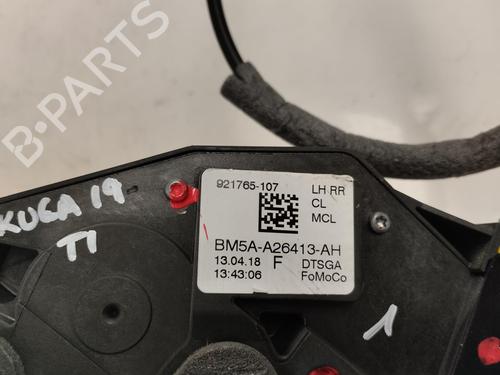 B-PARTS
KUGA 19
TI
921765-107 LH RR
CL
MCL
BM5A-A26413-AH
13.04.18 F DTSGA
13:43:06 FoMoCo
1